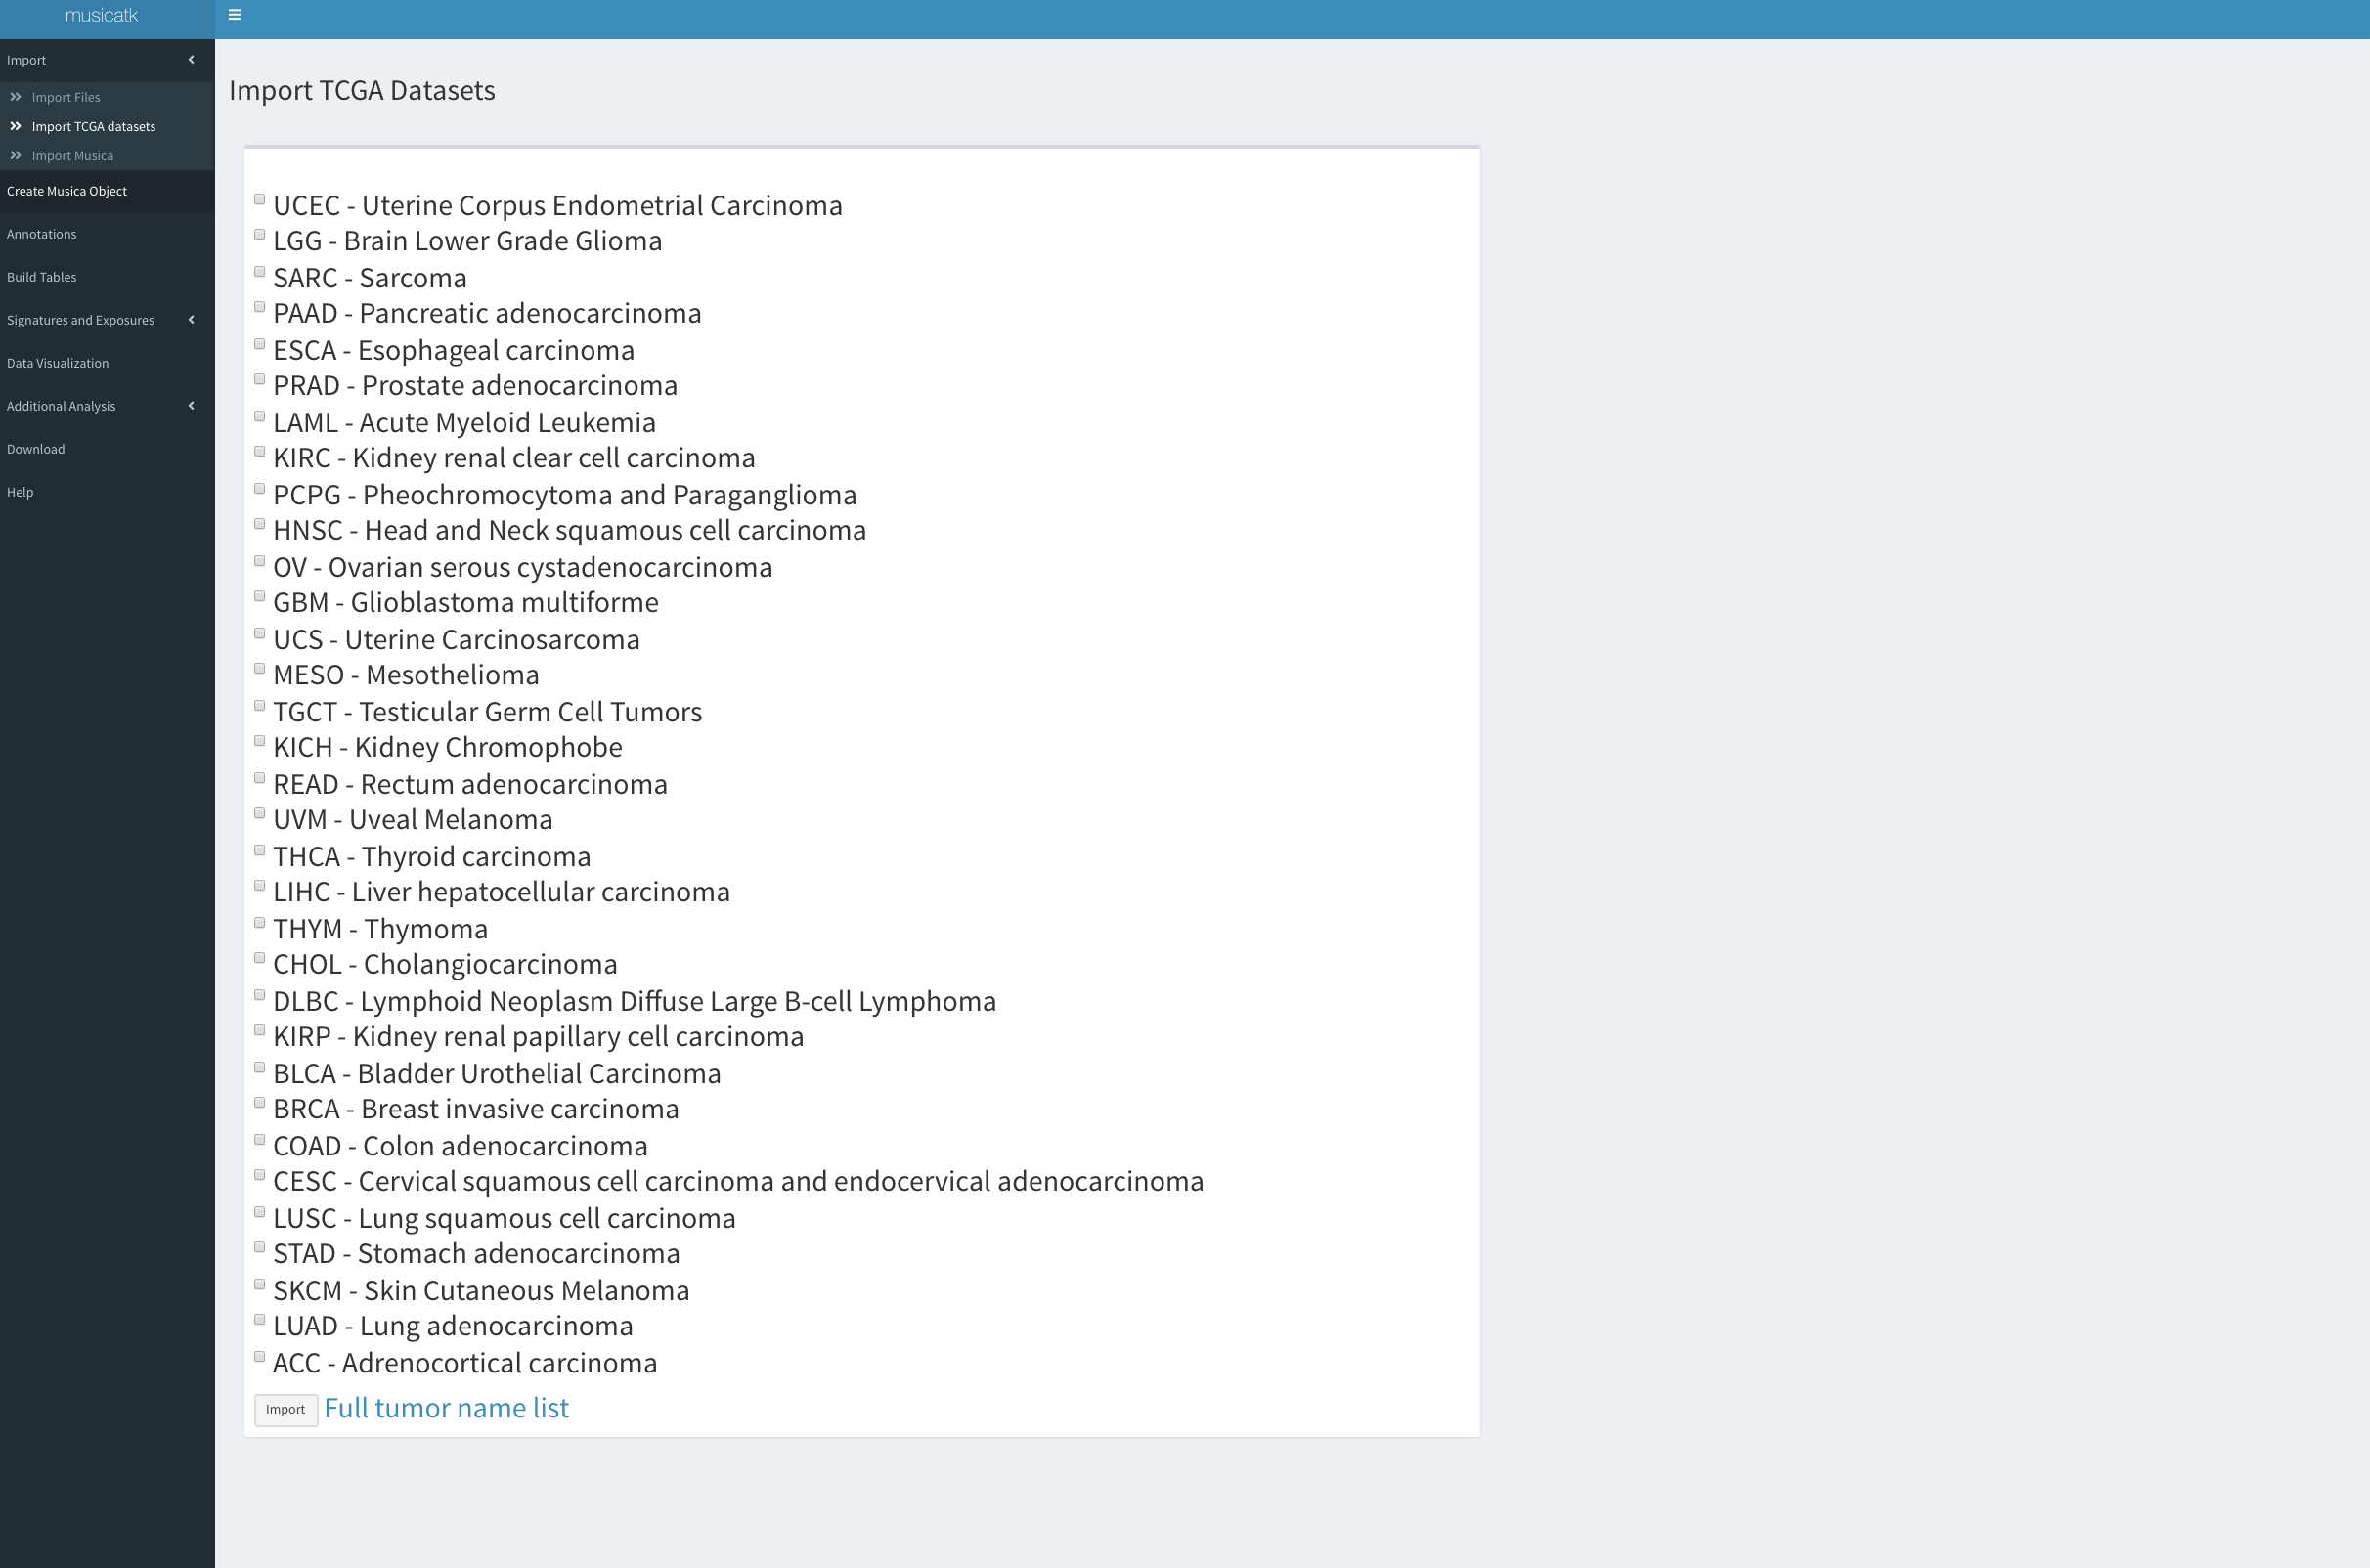 musicatk
Import
Import Files
Import TCGA datasets
Import Musica
Create Musica Object
Annotations
Build Tables
Signatures and Exposures
Data Visualization
Additional Analysis
Download
Help
Import TCGA Datasets
UCEC - Uterine Corpus Endometrial Carcinoma
LGG - Brain Lower Grade Glioma
SARC - Sarcoma
PAAD - Pancreatic adenocarcinoma
ESCA - Esophageal carcinoma
PRAD - Prostate adenocarcinoma
LAML - Acute Myeloid Leukemia
KIRC - Kidney renal clear cell carcinoma
PCPG - Pheochromocytoma and Paraganglioma
HNSC - Head and Neck squamous cell carcinoma
OV - Ovarian serous cystadenocarcinoma
GBM - Glioblastoma multiforme
UCS - Uterine Carcinosarcoma
MESO - Mesothelioma
TGCT - Testicular Germ Cell Tumors
KICH - Kidney Chromophobe
READ - Rectum adenocarcinoma
UVM - Uveal Melanoma
THCA - Thyroid carcinoma
LIHC - Liver hepatocellular carcinoma
THYM - Thymoma
CHOL - Cholangiocarcinoma
DLBC - Lymphoid Neoplasm Diffuse Large B-cell Lymphoma
KIRP - Kidney renal papillary cell carcinoma
BLCA - Bladder Urothelial Carcinoma
BRCA - Breast invasive carcinoma
COAD - Colon adenocarcinoma
CESC - Cervical squamous cell carcinoma and endocervical adenocarcinoma
LUSC - Lung squamous cell carcinoma
STAD - Stomach adenocarcinoma
SKCM - Skin Cutaneous Melanoma
LUAD - Lung adenocarcinoma
ACC - Adrenocortical carcinoma
Import Full tumor name list